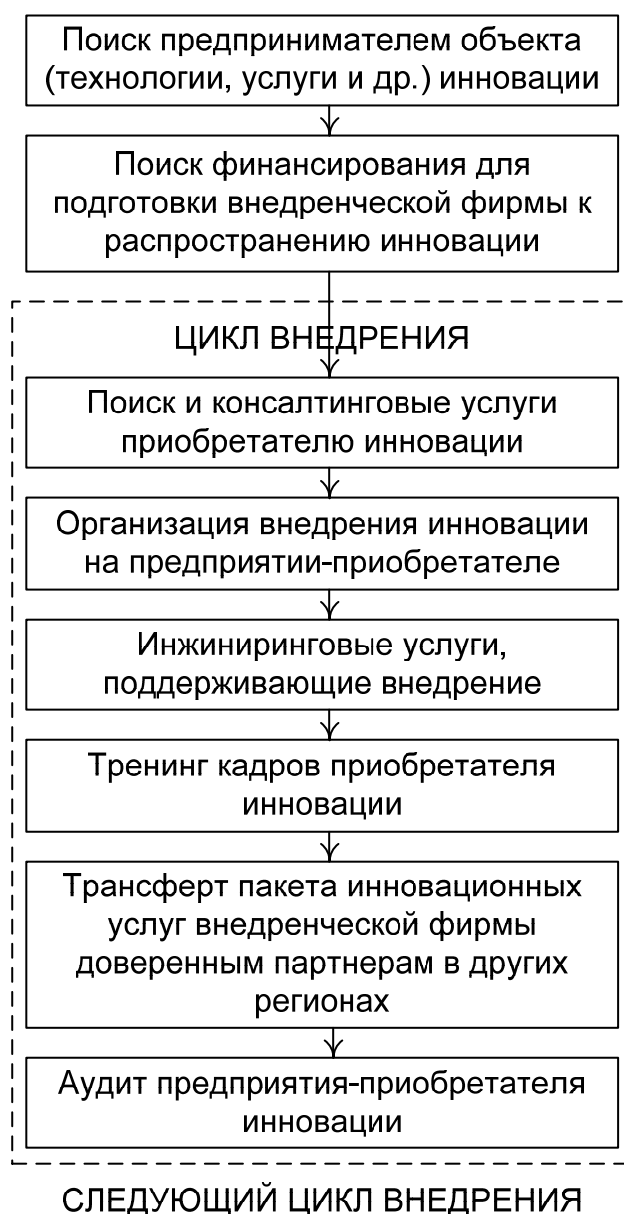 Поиск предпринимателем объекта
(технологии, услуги и др.) инновации
Поиск финансирования для
подготовки внедренческой фирмы к
распространению инновации
ЦИКЛ ВНЕДРЕНИЯ
Поиск и консалтинговые услуги
приобретателю инновации
Организация внедрения инновации
на предприятии-приобретателе
Инжиниринговые услуги,
поддерживающие внедрение
Тренинг кадров приобретателя
инновации
Трансферт пакета инновационных
услуг внедренческой фирмы
доверенным партнерам в других
регионах
Аудит предприятия-приобретателя
инновации
СЛЕДУЮЩИЙ ЦИКЛ ВНЕДРЕНИЯ